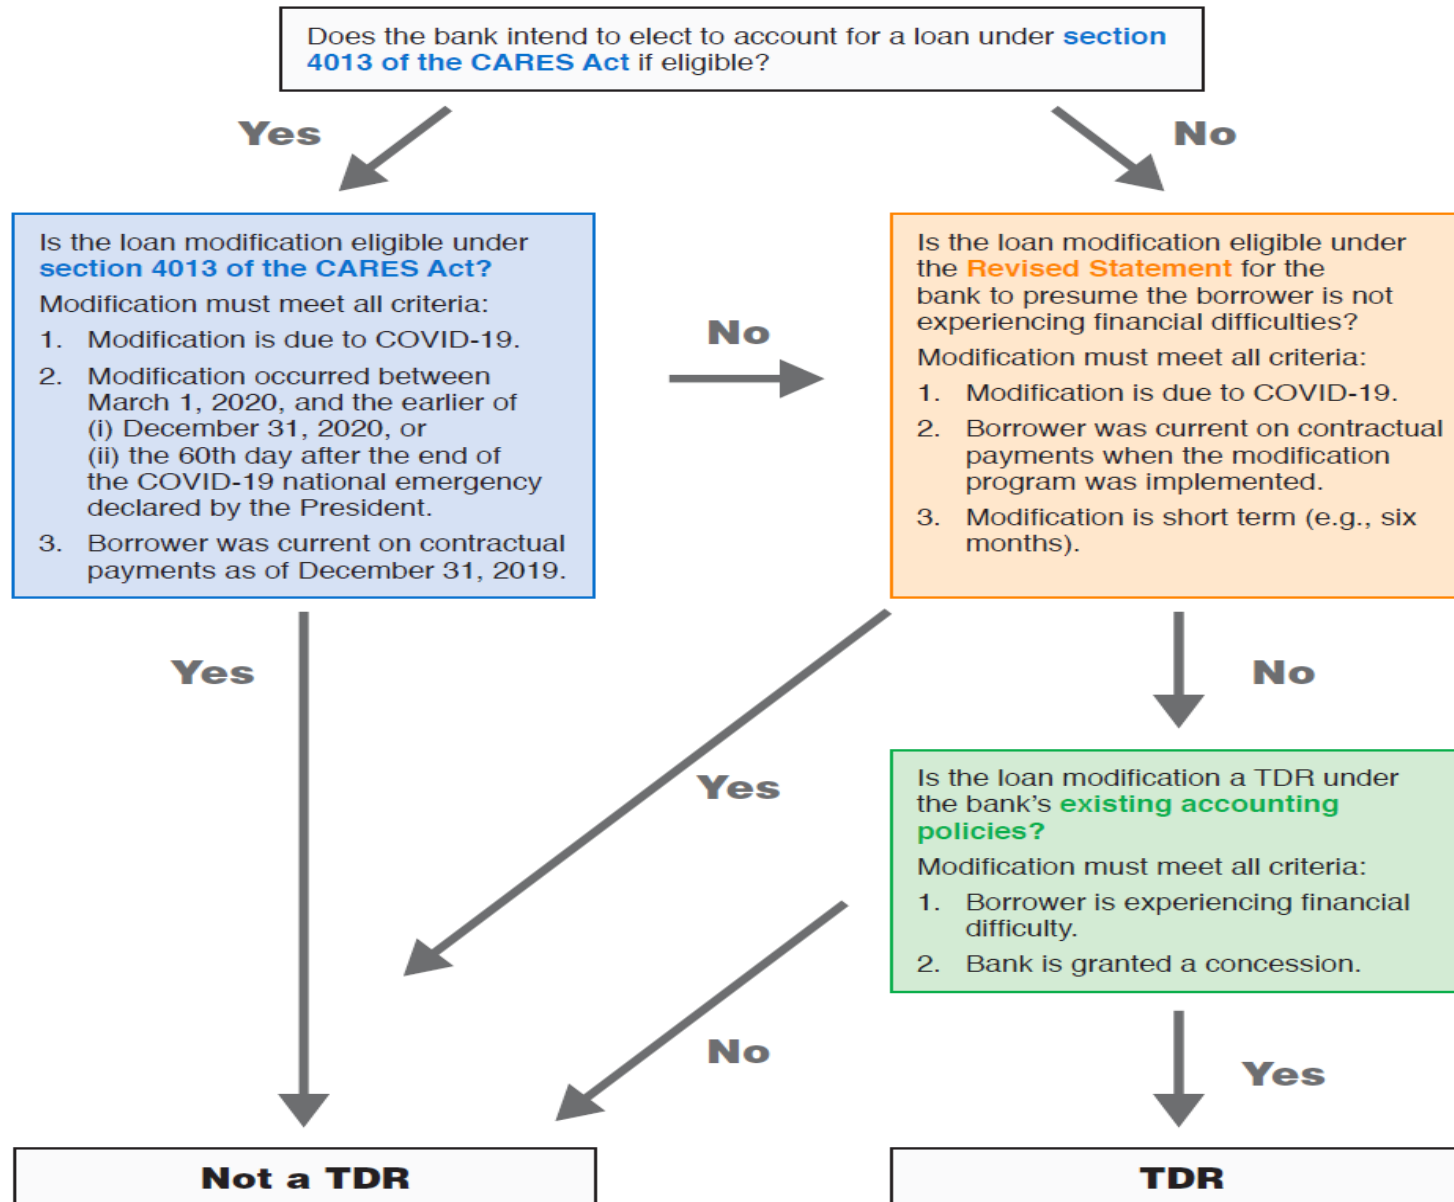 Does the bank intend to elect to account for a loan under section
4013 of the CARES Act if eligible?
Yes
No
Is the loan modification eligible under
section 4013 of the CARES Act?
Modification must meet all criteria:
1. Modification is due to COVID-19.
2. Modification occurred between
March 1, 2020, and the earlier of
(i) December 31, 2020, or
(ii) the 60th day after the end of
the COVID-19 national emergency
declared by the President.
3. Borrower was current on contractual
payments as of December 31, 2019.
No
Is the loan modification eligible under
the Revised Statement for the
bank to presume the borrower is not
experiencing financial difficulties?
Modification must meet all criteria:
1. Modification is due to COVID-19.
2. Borrower was current on contractual
payments when the modification
program was implemented.
3. Modification is short term (e.g., six
months).
Yes
Yes
No
Is the loan modification a TDR under
the bank's existing accounting
policies?
Modification must meet all criteria:
1. Borrower is experiencing financial
difficulty.
2. Bank is granted a concession.
No
Yes
Not a TDR
TDR